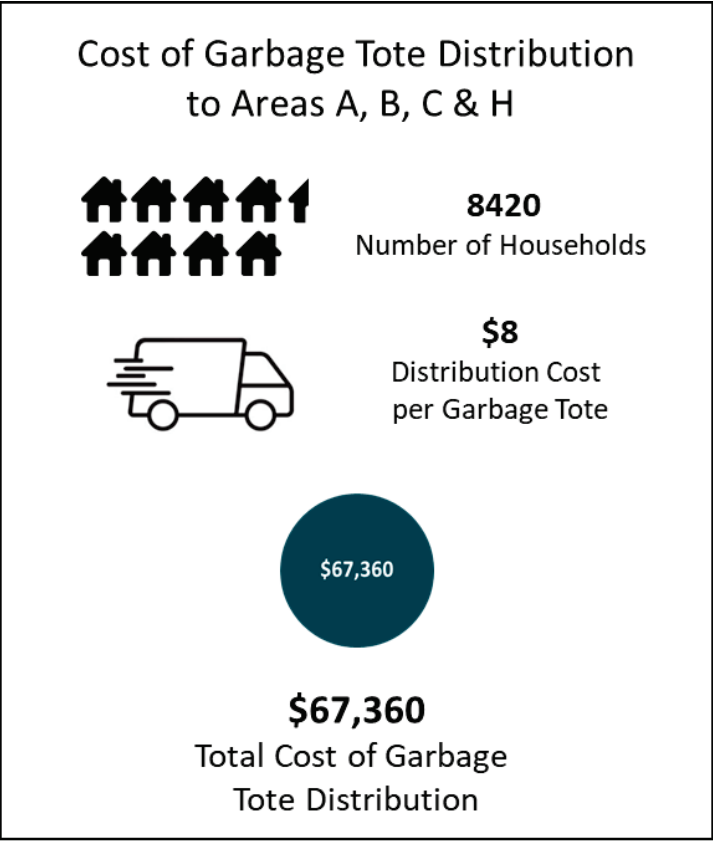 Cost of Garbage Tote Distribution
to Areas A, B, C & H
8420
Number of Households
$8
Distribution Cost
per Garbage Tote
$67,360
$67,360
Total Cost of Garbage
Tote Distribution